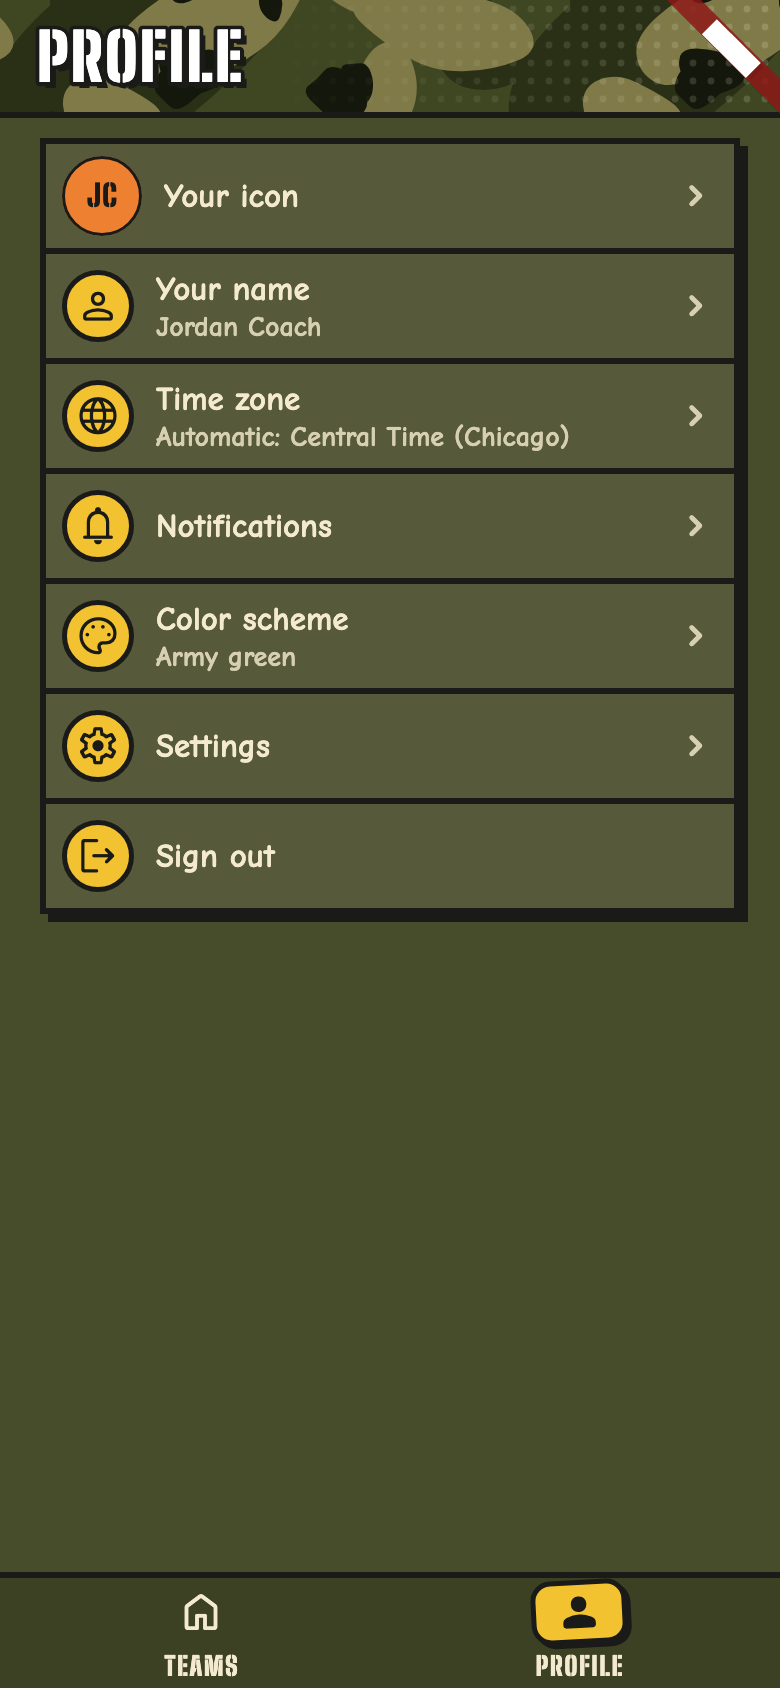 PROFILE
JC
Your icon
Your name
Jordan Coach
Time zone
Automatic: Central Time (Chicago)
Notifications
Color scheme
Army green
Settings
Sign out
TEAMS
PROFILE